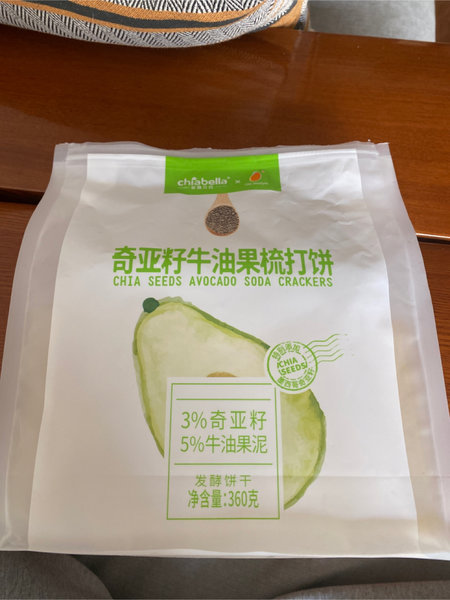 chiabella ×
奇亚籽牛油果梳打饼
CHIA SEEDS AVOCADO SODA CRACKERS
CHIA
SEEDS
3%奇亚籽
5%牛油果泥
发酵饼干
净含量:360克